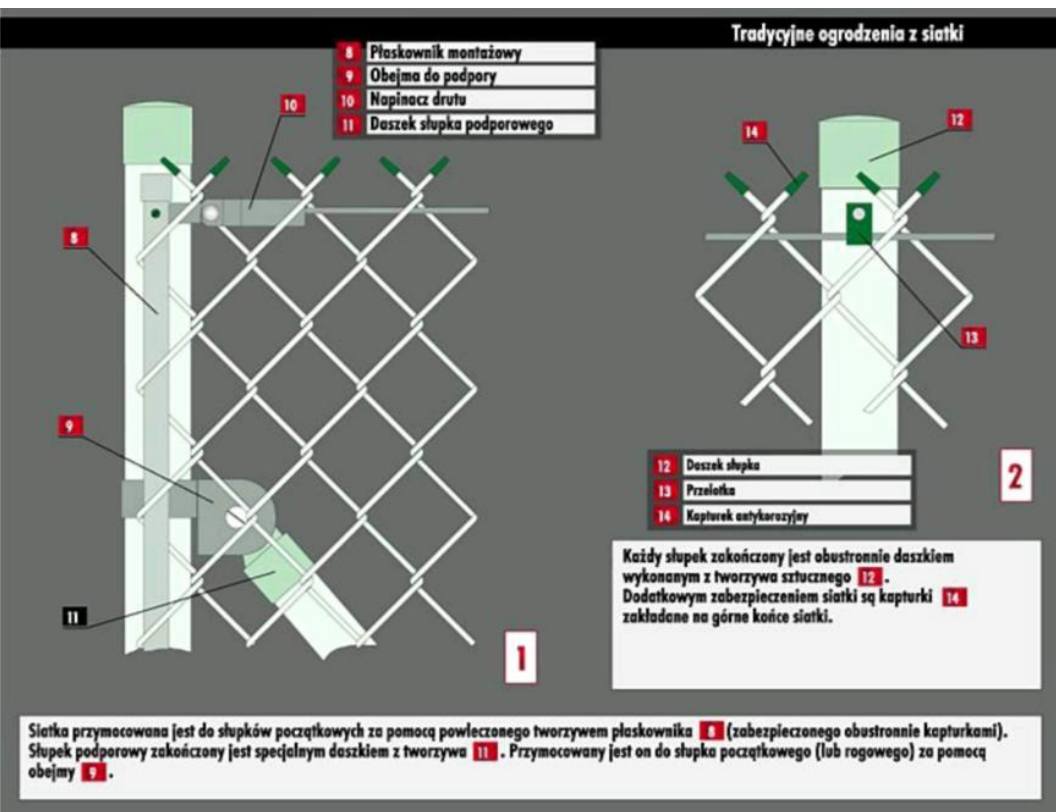 Tradycyjne ogrodzenia z siatki
8 Płaskownik montażowy
9 Obejma do podpory
10 Napinacz drutu
11 Daszek słupka podporowego
10
8
9
11
1
14
12
13
12 Daszek słupka
13 Przelotka
14 Kapturek antykorozyjny
2
Każdy słupek zakończony jest obustronnie daszkiem
wykonanym z tworzywa sztucznego 12 .
Dodatkowym zabezpieczeniem siatki są kapturki 14
zakładane na górne końce siatki.
Siatka przymocowana jest do słupków początkowych za pomocą powleczonego tworzywem płaskownika 8 (zabezpieczonego obustronnie kapturkami).
Słupek podporowy zakończony jest specjalnym daszkiem z tworzywa 11 . Przymocowany jest on do słupka początkowego (lub rogowego) za pomocą
obejmy 9 .